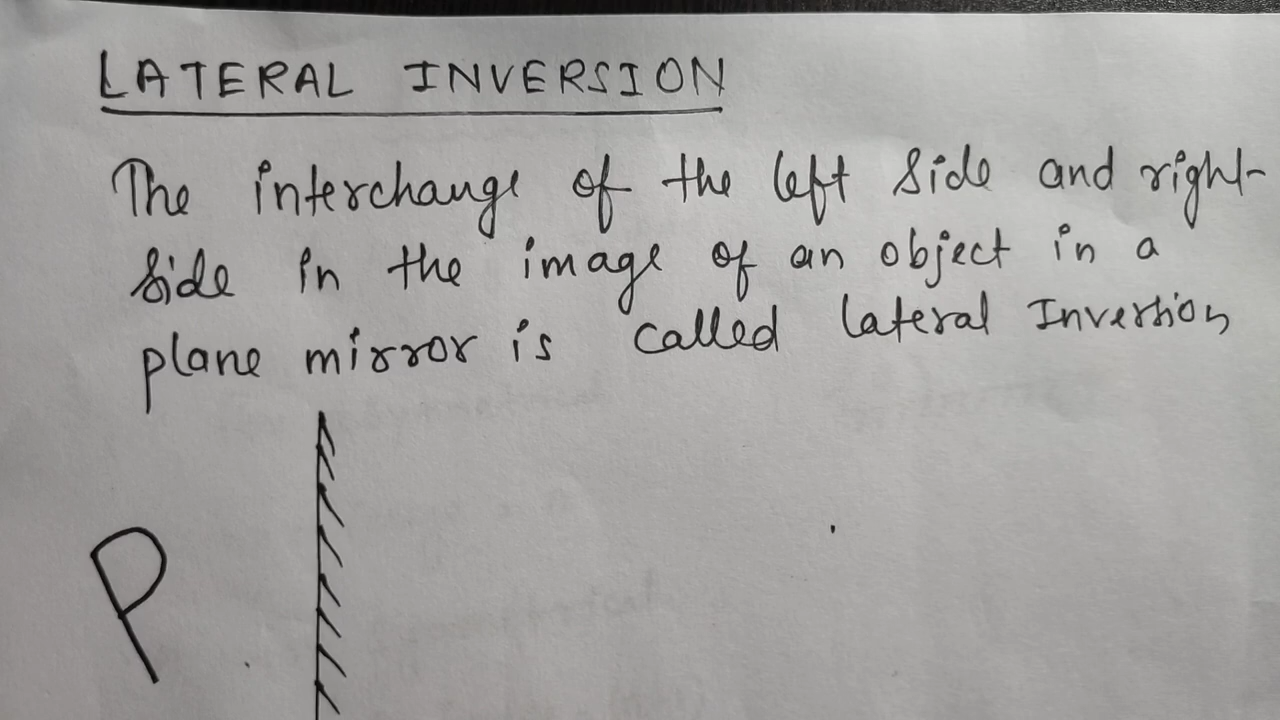 LATERAL INVERSION
The interchange of the left side and right-
side in the image of an object in a
plane mirror is called lateral Inversion
P